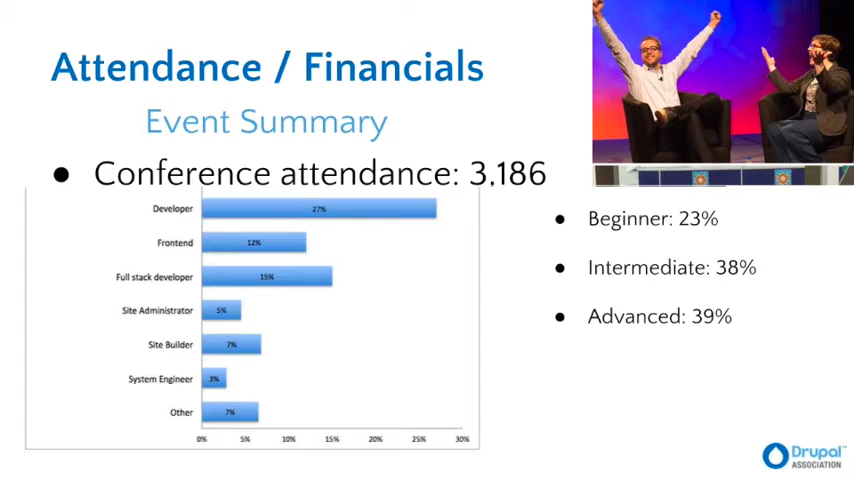 Attendance / Financials
Event Summary
● Conference attendance: 3,186
Developer 27%
Frontend 12%
Full stack developer 15%
Site Administrator 5%
Site Builder 7%
System Engineer 3%
Other 7%
0% 5% 10% 15% 20% 25% 30%
● Beginner: 23%
● Intermediate: 38%
● Advanced: 39%
Drupal™
ASSOCIATION